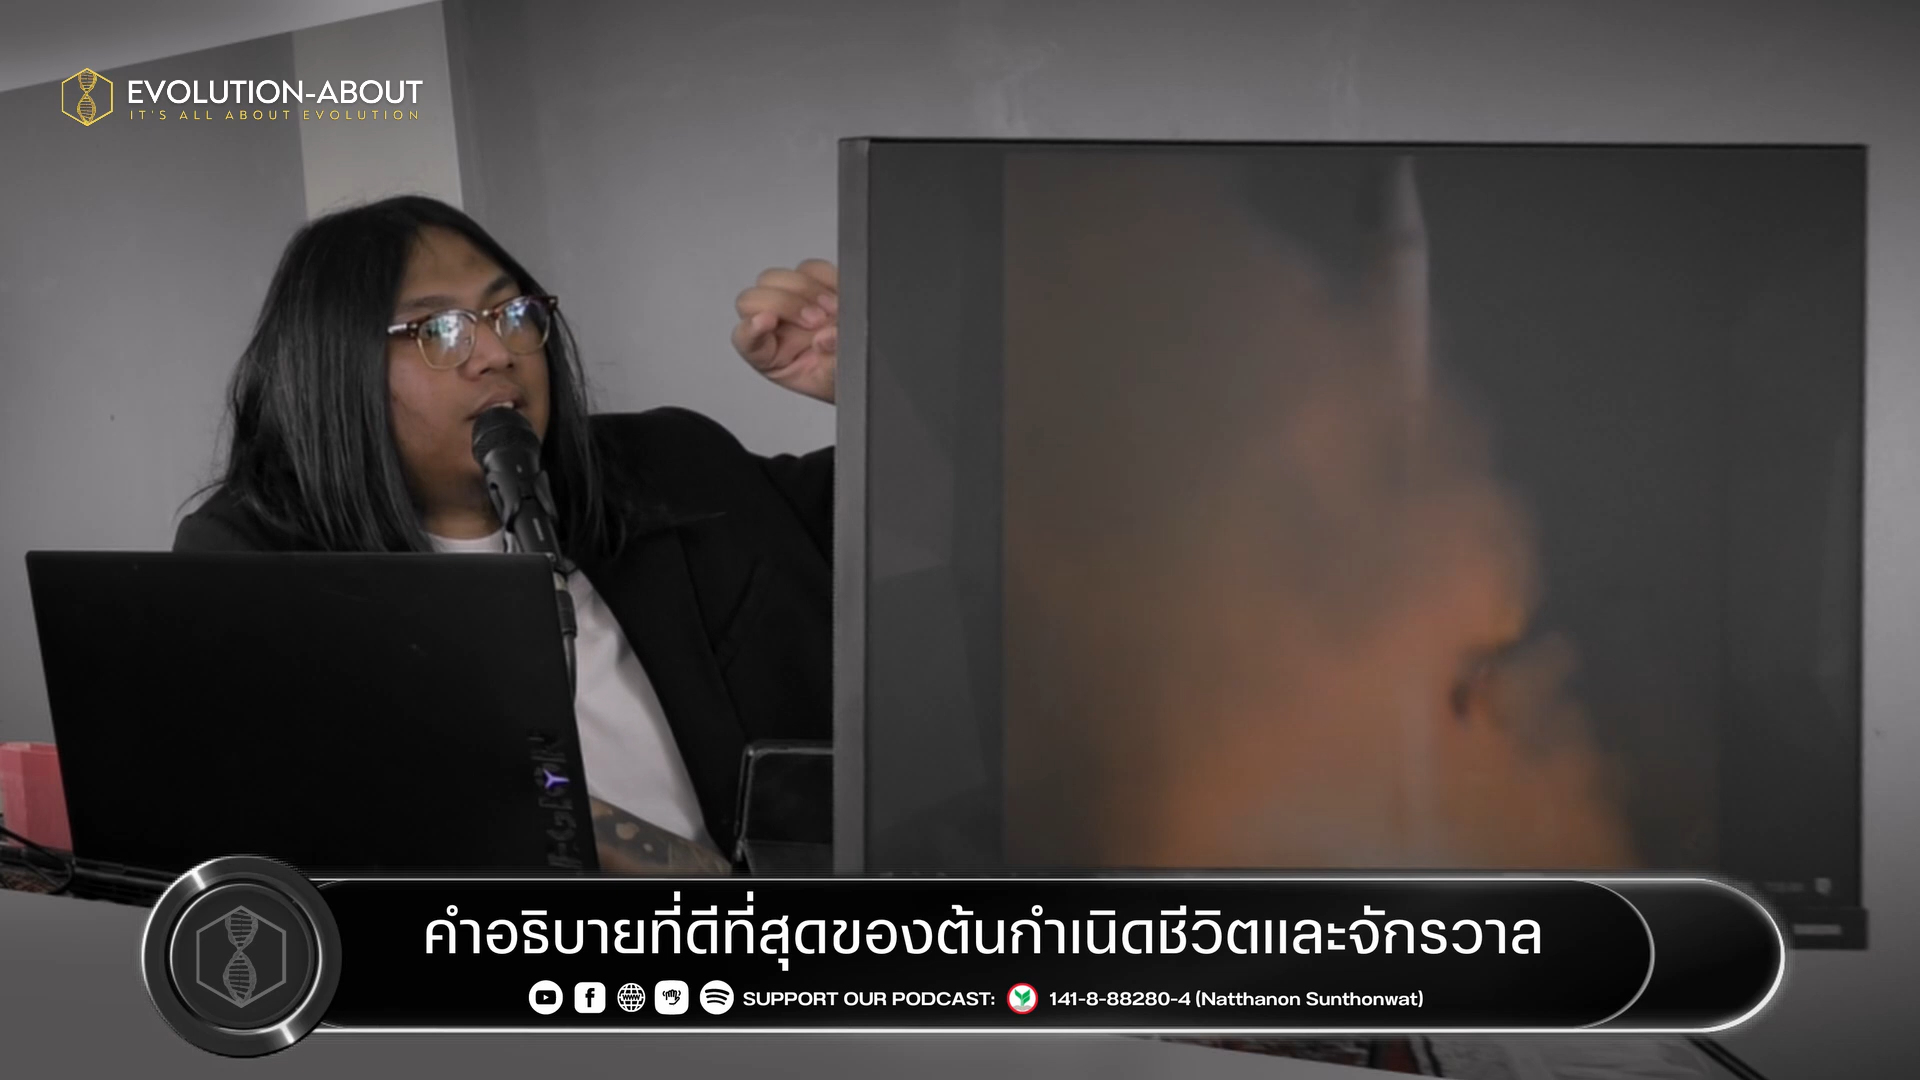 EVOLUTION-ABOUT
IT'S ALL ABOUT EVOLUTION
คำอธิบายที่ดีที่สุดของต้นกำเนิดชีวิตและจักรวาล
SUPPORT OUR PODCAST: 141-8-88280-4 (Natthanon Sunthonwat)